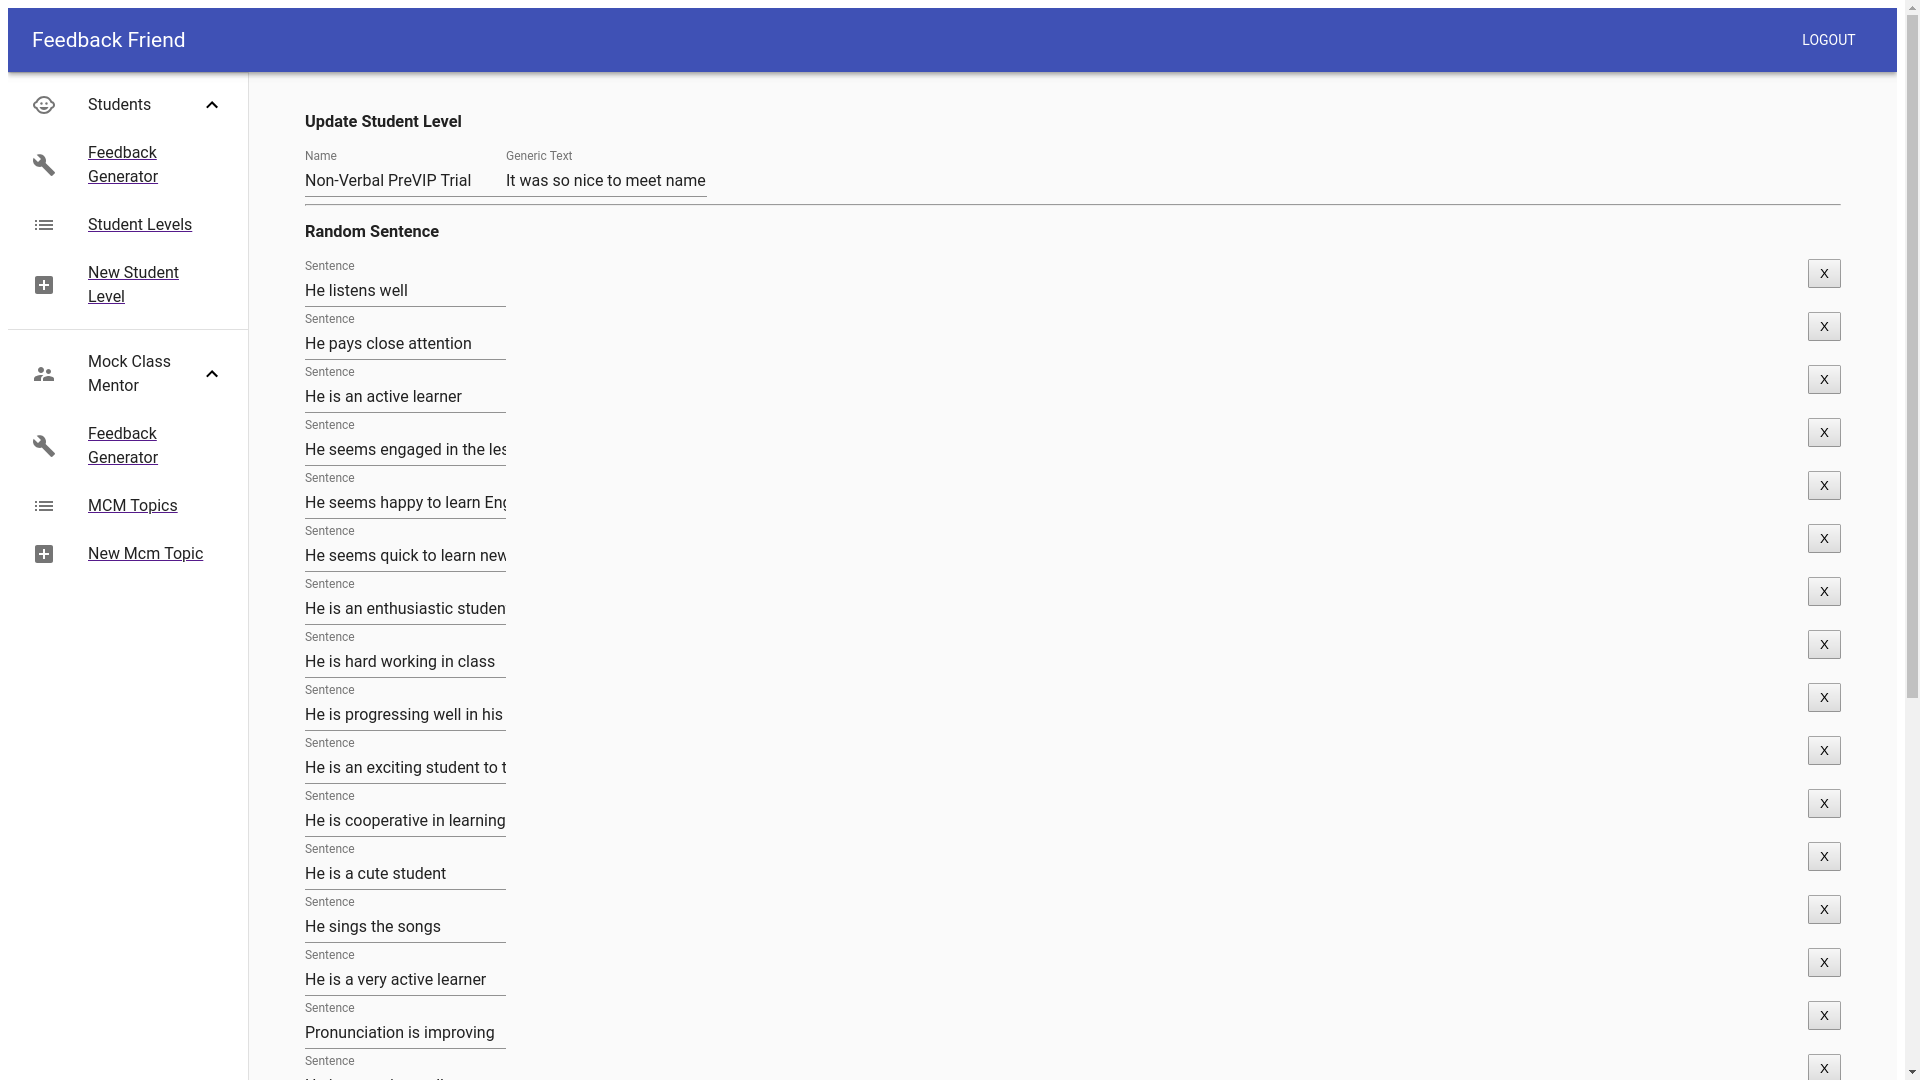 Feedback Friend
LOGOUT
Students
Feedback
Generator
Student Levels
New Student
Level
Mock Class
Mentor
Feedback
Generator
MCM Topics
New Mcm Topic
Update Student Level
Name
Generic Text
Non-Verbal PreVIP Trial
It was so nice to meet name
Random Sentence
Sentence
He listens well
X
Sentence
He pays close attention
X
Sentence
He is an active learner
X
Sentence
He seems engaged in the les
X
Sentence
He seems happy to learn Eng
X
Sentence
He seems quick to learn new
X
Sentence
He is an enthusiastic studen
X
Sentence
He is hard working in class
X
Sentence
He is progressing well in his
X
Sentence
He is an exciting student to t
X
Sentence
He is cooperative in learning
X
Sentence
He is a cute student
X
Sentence
He sings the songs
X
Sentence
He is a very active learner
X
Sentence
Pronunciation is improving
X
Sentence
X